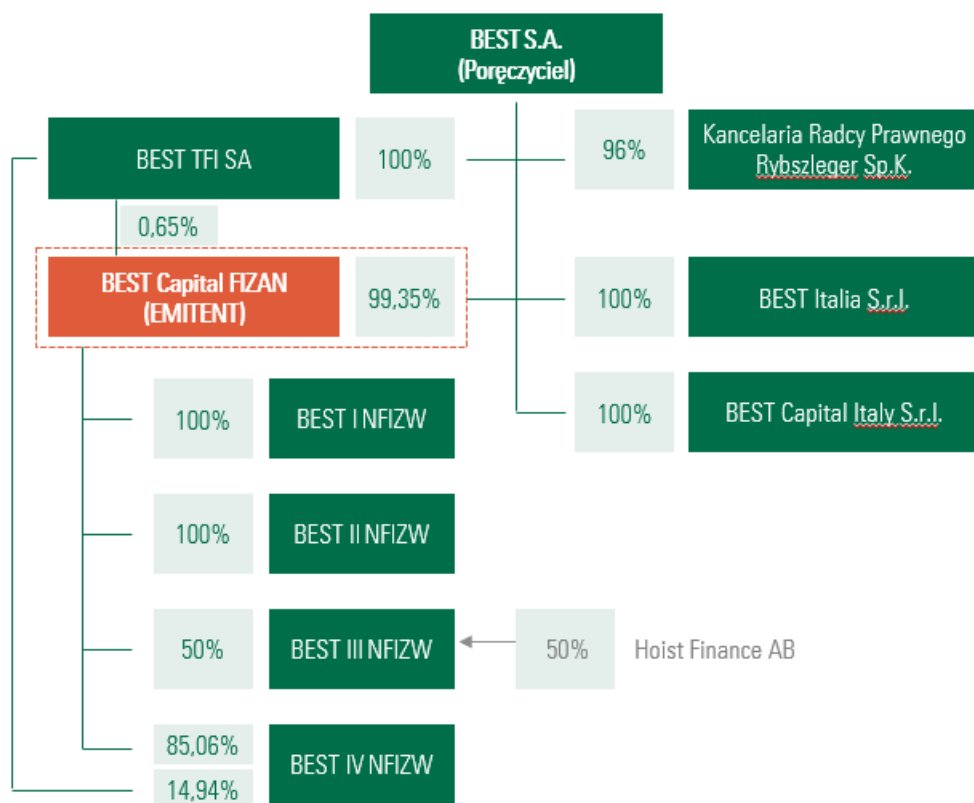 BEST S.A.
(Poręczyciel)
BEST TFI SA
100%
96%
Kancelaria Radcy Prawnego
Rybszleger Sp.K.
0,65%
BEST Capital FIZAN
(EMITENT)
99,35%
100%
BEST Italia S.r.l.
100%
BEST I NFIZW
100%
BEST Capital Italy S.r.l.
100%
BEST II NFIZW
50%
BEST III NFIZW
50%
Hoist Finance AB
85,06%
BEST IV NFIZW
14,94%